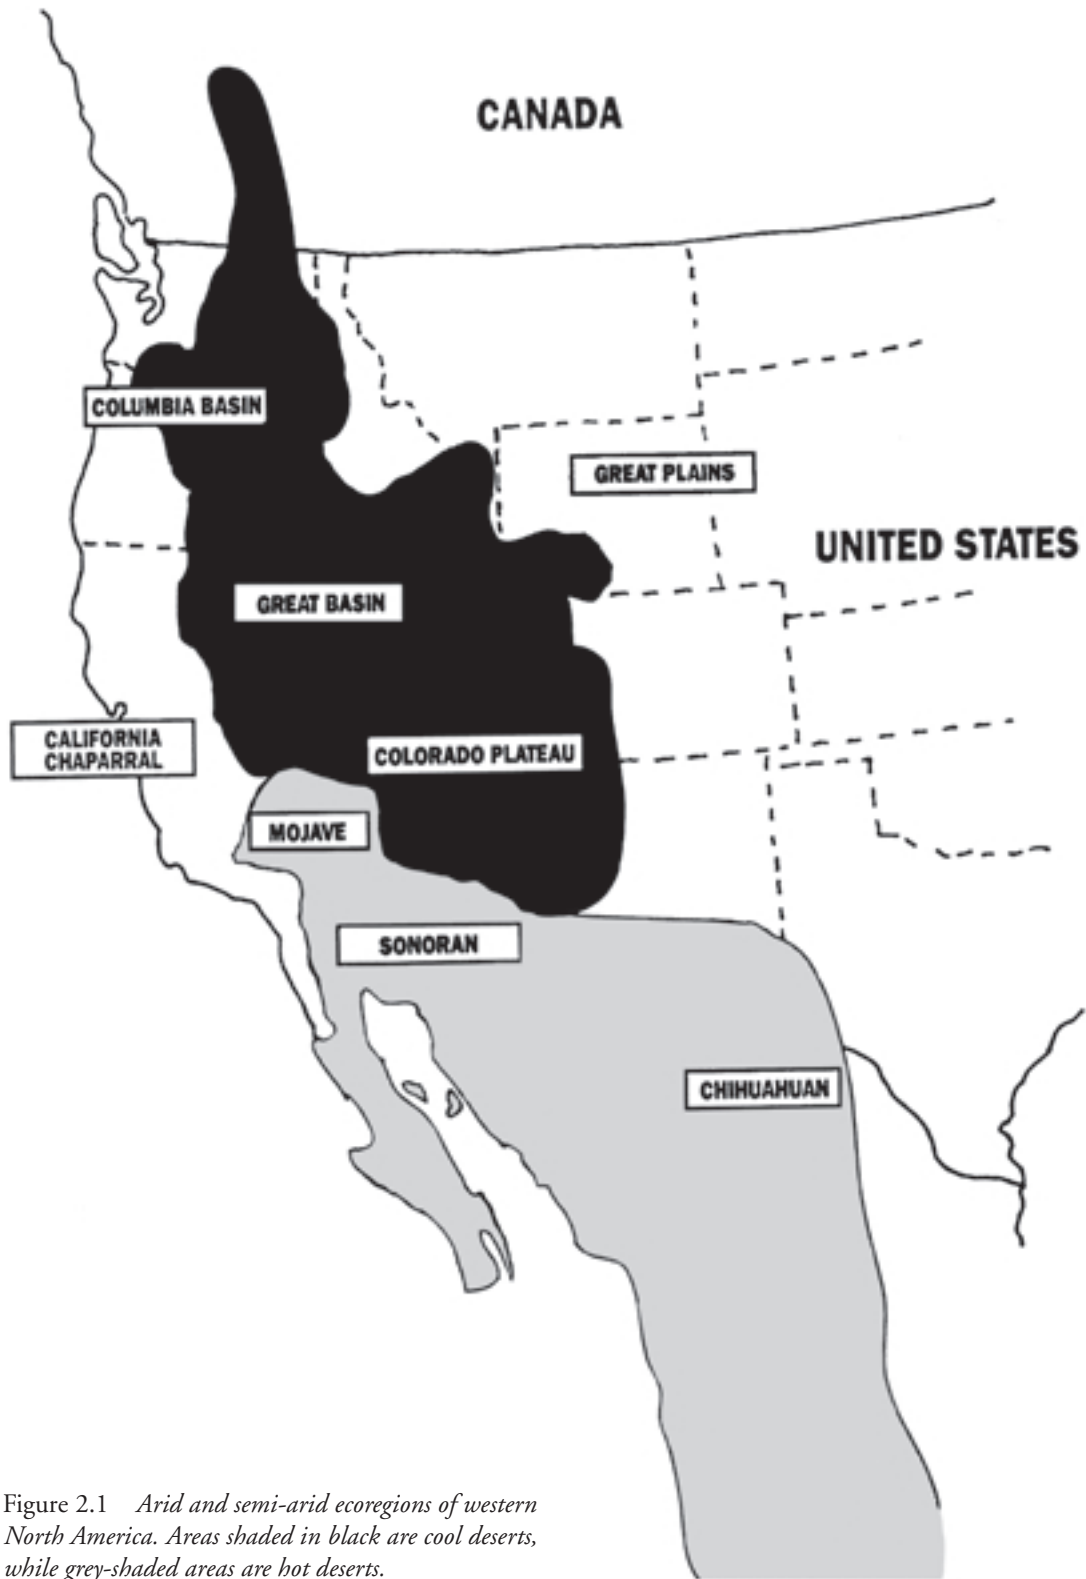 CANADA
COLUMBIA BASIN
GREAT PLAINS
UNITED STATES
GREAT BASIN
CALIFORNIA
CHAPARRAL
COLORADO PLATEAU
MOJAVE
SONORAN
CHIHUAHUAN
Figure 2.1 Arid and semi-arid ecoregions of western
North America. Areas shaded in black are cool deserts,
while grey-shaded areas are hot deserts.